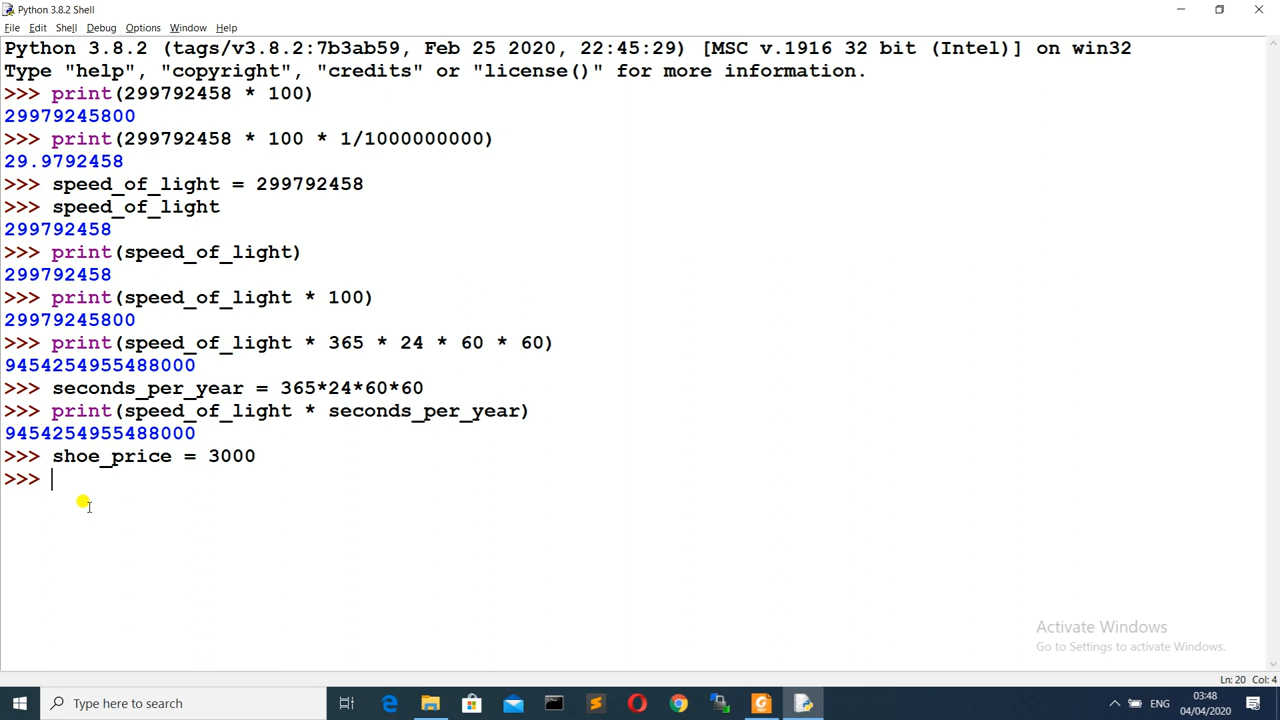 Python 3.8.2 Shell
File Edit Shell Debug Options Window Help
Python 3.8.2 (tags/v3.8.2:7b3ab59, Feb 25 2020, 22:45:29) [MSC v.1916 32 bit (Intel)] on win32
Type "help", "copyright", "credits" or "license()" for more information.
>>> print(299792458 * 100)
29979245800
>>> print(299792458 * 100 * 1/1000000000)
29.9792458
>>> speed_of_light = 299792458
>>> speed_of_light
299792458
>>> print(speed_of_light)
299792458
>>> print(speed_of_light * 100)
29979245800
>>> print(speed_of_light * 365 * 24 * 60 * 60)
9454254955488000
>>> seconds_per_year = 365*24*60*60
>>> print(speed_of_light * seconds_per_year)
9454254955488000
>>> shoe_price = 3000
>>>
Activate Windows
Go to Settings to activate Windows.
Ln: 20 Col: 4
Type here to search
ENG
03:48
04/04/2020